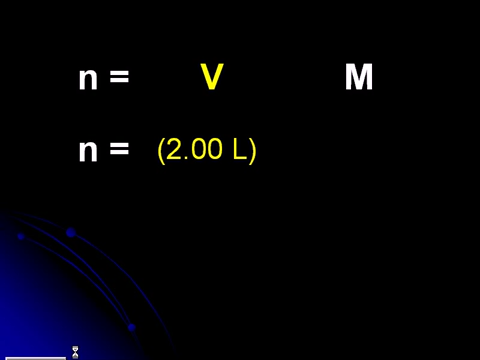 n = V M
n = (2.00 L)